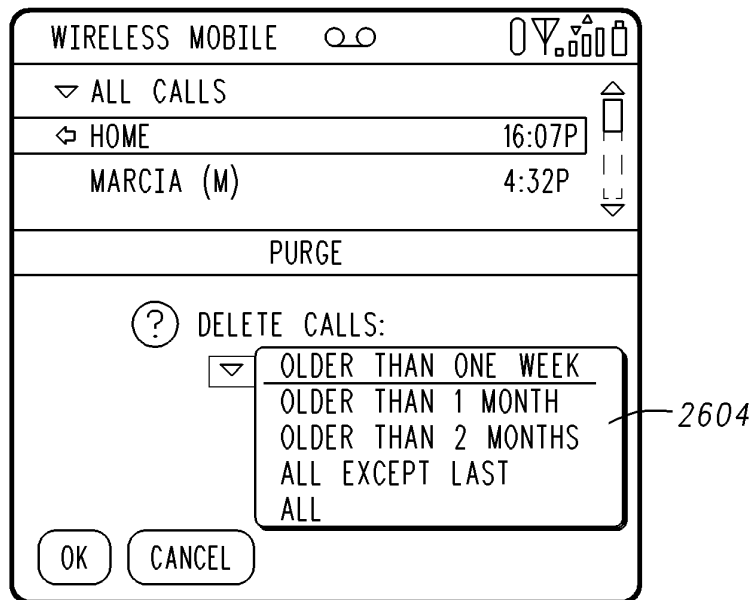 WIRELESS MOBILE
ALL CALLS
HOME 16:07P
MARCIA (M) 4:32P
PURGE
? DELETE CALLS:
OLDER THAN ONE WEEK
OLDER THAN 1 MONTH
OLDER THAN 2 MONTHS
ALL EXCEPT LAST
ALL
2604
OK CANCEL